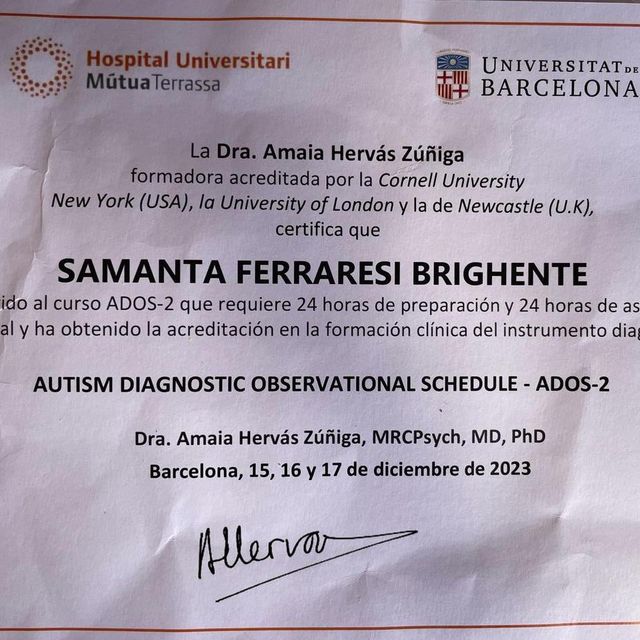 Hospital Universitari
MútuaTerrassa
UNIVERSITAT DE
BARCELONA
La Dra. Amaia Hervás Zúñiga
formadora acreditada por la Cornell University
New York (USA), la University of London y la de Newcastle (U.K),
certifica que
SAMANTA FERRARESI BRIGHENTE
ido al curso ADOS-2 que requiere 24 horas de preparación y 24 horas de as
al y ha obtenido la acreditación en la formación clínica del instrumento diag
AUTISM DIAGNOSTIC OBSERVATIONAL SCHEDULE - ADOS-2
Dra. Amaia Hervás Zúñiga, MRCPsych, MD, PhD
Barcelona, 15, 16 y 17 de diciembre de 2023